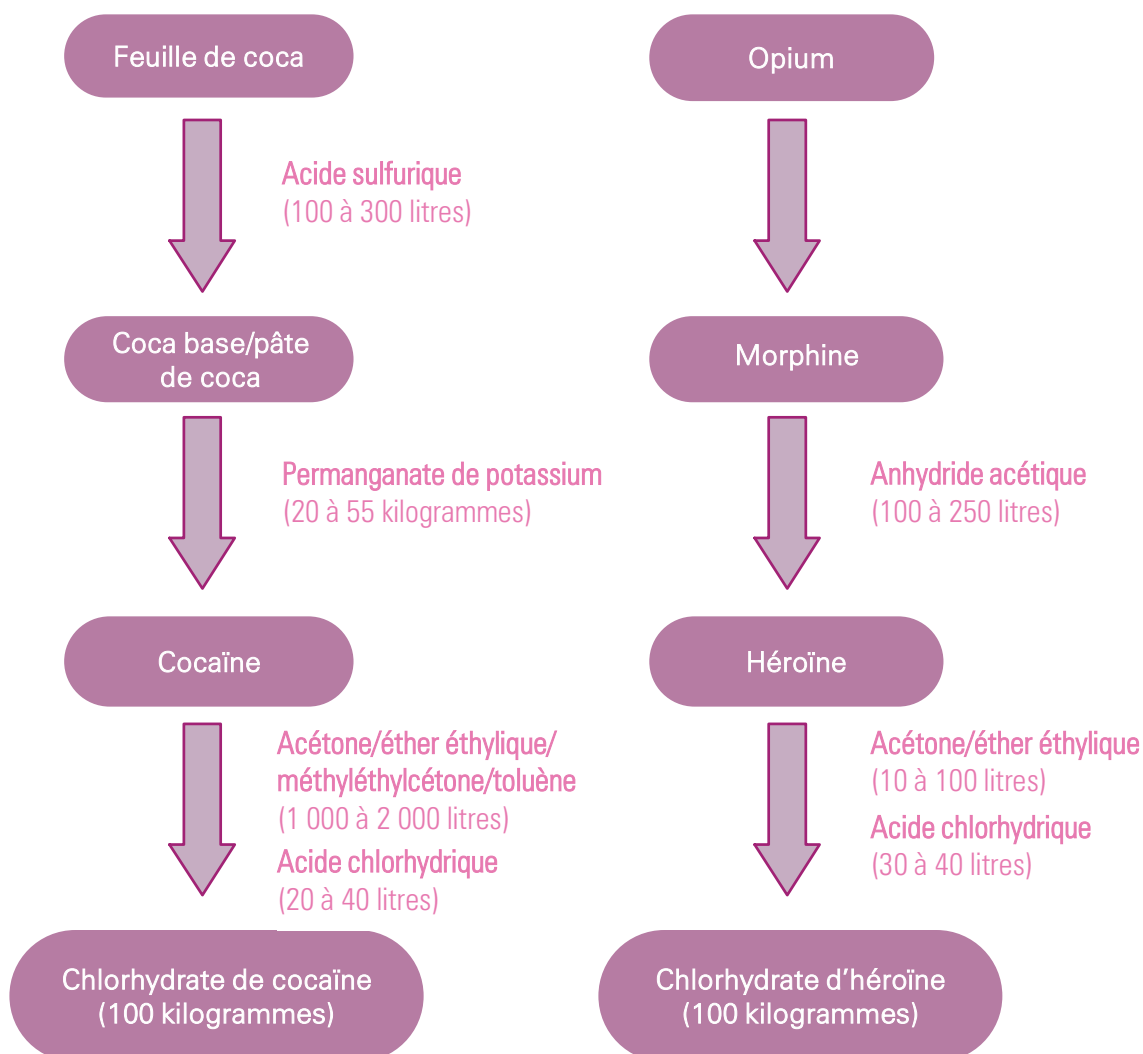 Feuille de coca
Acide sulfurique
(100 à 300 litres)
Coca base/pâte
de coca
Permanganate de potassium
(20 à 55 kilogrammes)
Cocaïne
Acétone/éther éthylique/
méthyléthylcétone/toluène
(1 000 à 2 000 litres)
Acide chlorhydrique
(20 à 40 litres)
Chlorhydrate de cocaïne
(100 kilogrammes)
Opium
Morphine
Anhydride acétique
(100 à 250 litres)
Héroïne
Acétone/éther éthylique
(10 à 100 litres)
Acide chlorhydrique
(30 à 40 litres)
Chlorhydrate d’héroïne
(100 kilogrammes)